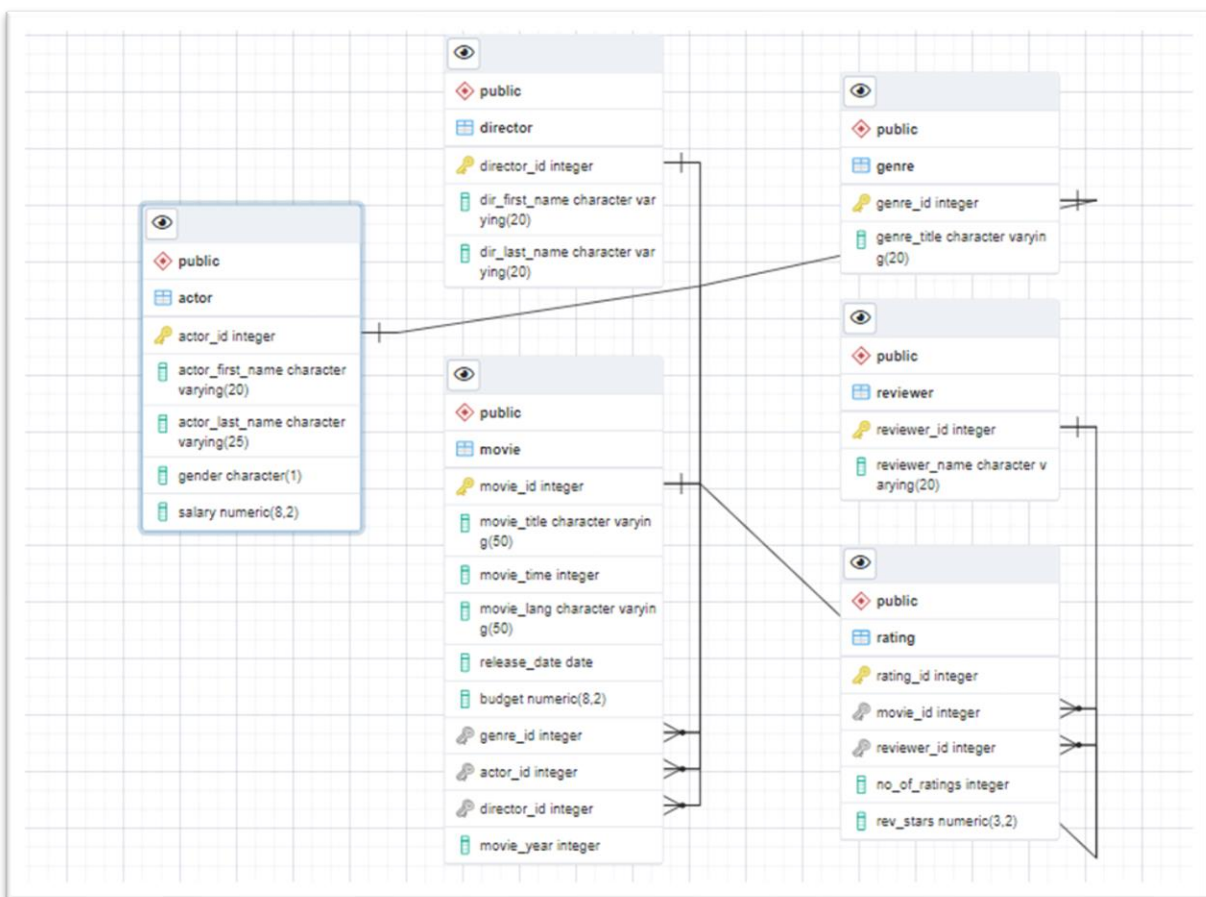 public
director
director_id integer
dir_first_name character var
ying(20)
dir_last_name character var
ying(20)
public
genre
genre_id integer
genre_title character varyin
g(20)
public
actor
actor_id integer
actor_first_name character
varying(20)
actor_last_name character
varying(25)
gender character(1)
salary numeric(8,2)
public
movie
movie_id integer
movie_title character varyin
g(50)
movie_time integer
movie_lang character varyin
g(50)
release_date date
budget numeric(8,2)
genre_id integer
actor_id integer
director_id integer
movie_year integer
public
reviewer
reviewer_id integer
reviewer_name character v
arying(20)
public
rating
rating_id integer
movie_id integer
reviewer_id integer
no_of_ratings integer
rev_stars numeric(3,2)